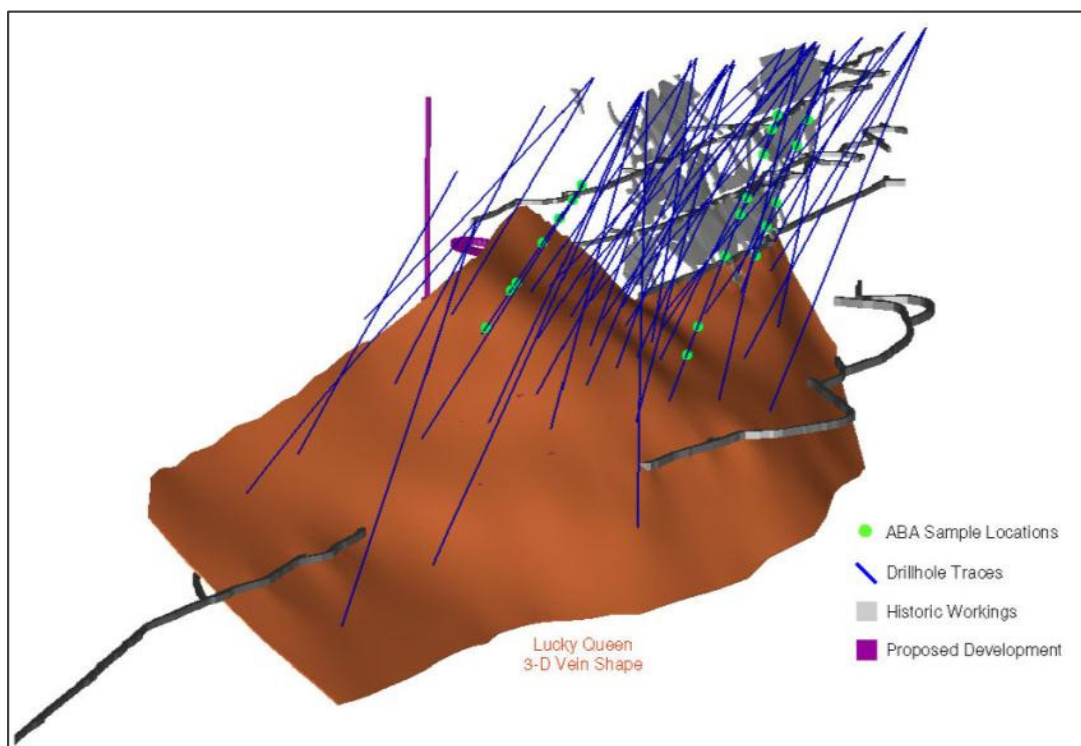 ABA Sample Locations
Drillhole Traces
Historic Workings
Proposed Development
Lucky Queen
3-D Vein Shape